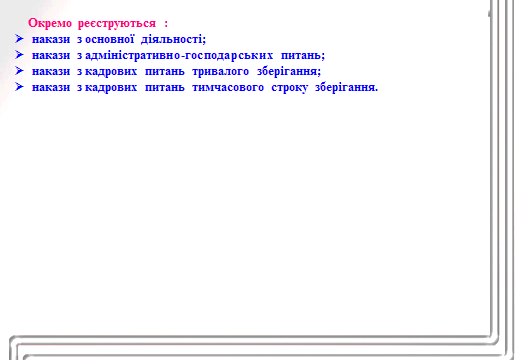 Окремо реєструються :
➢ накази з основної діяльності;
➢ накази з адміністративно-господарських питань;
➢ накази з кадрових питань тривалого зберігання;
➢ накази з кадрових питань тимчасового строку зберігання.